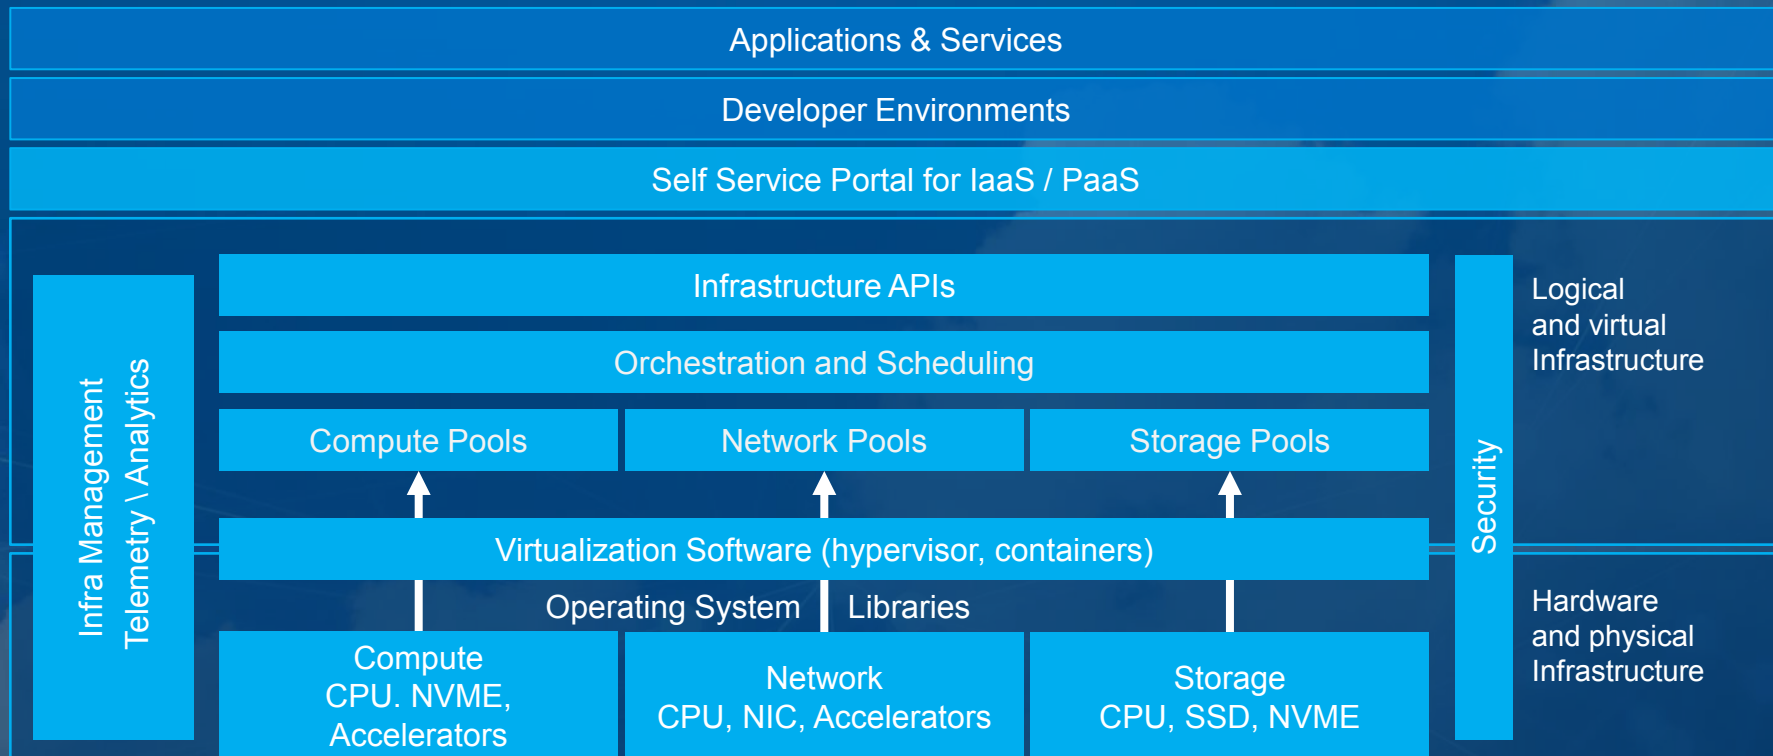 Applications & Services
Developer Environments
Self Service Portal for IaaS / PaaS
Infra Management
Telemetry \ Analytics
Infrastructure APIs
Orchestration and Scheduling
Compute Pools
Network Pools
Storage Pools
Virtualization Software (hypervisor, containers)
Operating System
Libraries
Compute
CPU. NVME,
Accelerators
Network
CPU, NIC, Accelerators
Storage
CPU, SSD, NVME
Security
Logical
and virtual
Infrastructure
Hardware
and physical
Infrastructure